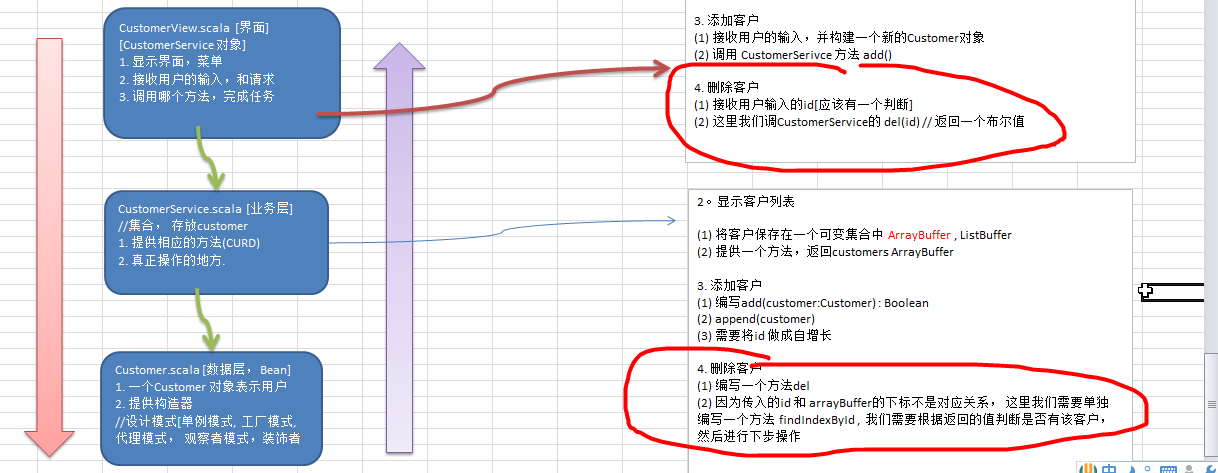 CustomerView.scala [界面]
[CustomerService 对象]
1. 显示界面，菜单
2. 接收用户的输入，和请求
3. 调用哪个方法，完成任务
CustomerService.scala [业务层]
//集合， 存放customer
1. 提供相应的方法(CURD)
2. 真正操作的地方.
Customer.scala [数据层，Bean]
1. 一个Customer 对象表示用户
2. 提供构造器
//设计模式[单例模式, 工厂模式,
代理模式， 观察者模式，装饰者
3. 添加客户
(1) 接收用户的输入，并构建一个新的Customer对象
(2) 调用 CustomerSerivce 方法 add()
4. 删除客户
(1) 接收用户输入的id[应该有一个判断]
(2) 这里我们调CustomerService的 del(id) // 返回一个布尔值
2。显示客户列表
(1) 将客户保存在一个可变集合中 ArrayBuffer , ListBuffer
(2) 提供一个方法，返回customers ArrayBuffer
3. 添加客户
(1) 编写add(customer:Customer) : Boolean
(2) append(customer)
(3) 需要将id 做成自增长
4. 删除客户
(1) 编写一个方法del
(2) 因为传入的id 和 arrayBuffer的下标不是对应关系， 这里我们需要单独
编写一个方法 findIndexById , 我们需要根据返回的值判断是否有该客户，
然后进行下步操作
中